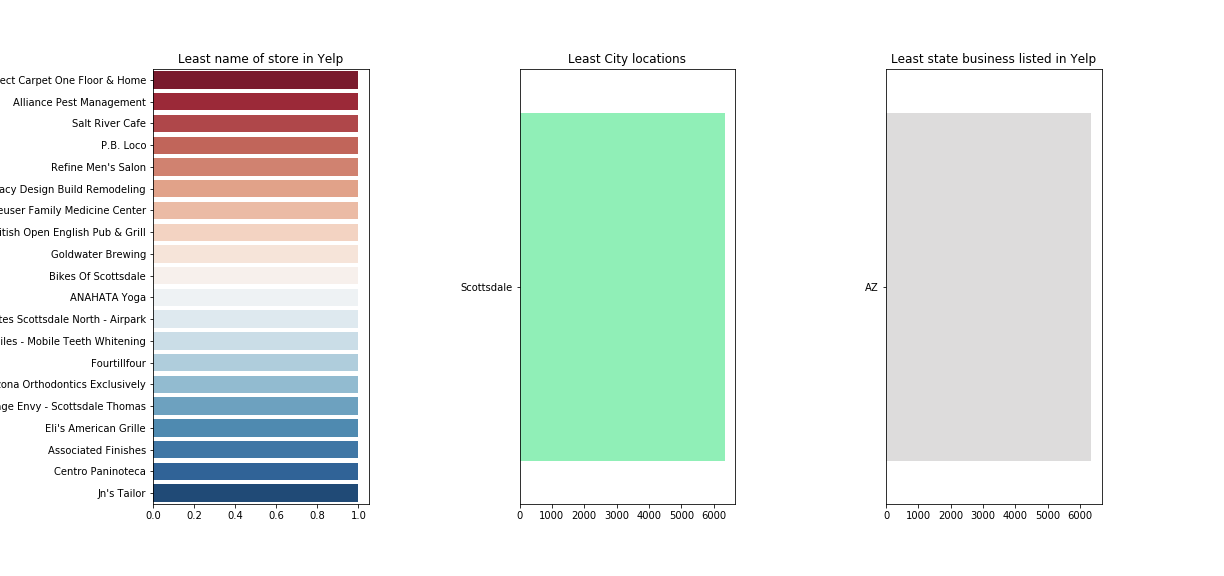 Least name of store in Yelp
ect Carpet One Floor & Home
Alliance Pest Management
Salt River Cafe
P.B. Loco
Refine Men's Salon
acy Design Build Remodeling
euser Family Medicine Center
itish Open English Pub & Grill
Goldwater Brewing
Bikes Of Scottsdale
ANAHATA Yoga
tes Scottsdale North - Airpark
iles - Mobile Teeth Whitening
Fourtillfour
zona Orthodontics Exclusively
ge Envy - Scottsdale Thomas
Eli's American Grille
Associated Finishes
Centro Paninoteca
Jn's Tailor
0.0 0.2 0.4 0.6 0.8 1.0
Least City locations
Scottsdale
0 1000 2000 3000 4000 5000 6000
Least state business listed in Yelp
AZ
0 1000 2000 3000 4000 5000 6000